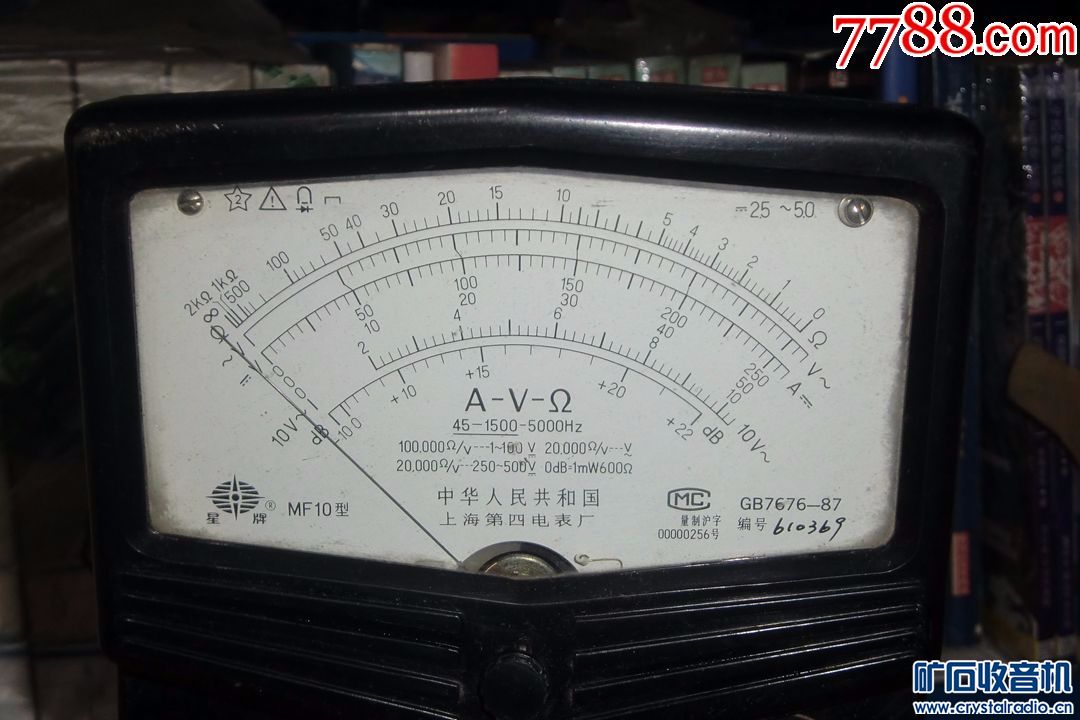 7788.com
2
20 15 10
50 40 30 5 4 3 2 1 0 Ω
2kΩ 1kΩ 500 100
2.5 ~5.0
∞
50 100 150 200 250 A
10 20 30 40 50
2 4 6 8 10 10V~
10V~
V~
dB -10 0 +10 +15 +20 +22 dB
A-V-Ω
45-1500-5000Hz
100.000Ω/V---1~100V 20.000Ω/V---V
20.000Ω/V---250~500V 0dB=1mW600Ω
中华人民共和国
上海第四电表厂
星牌®
MF10型
MC
量制沪字
00000256号
GB7676-87
编号 610369
矿石收音机
www.crystalradio.cn